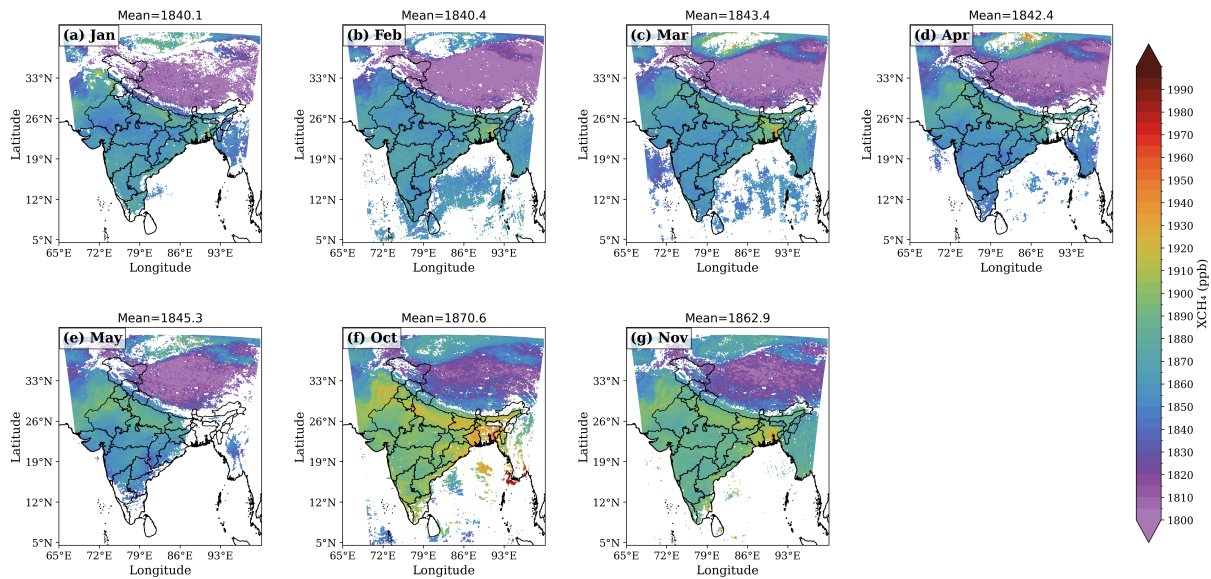 Mean=1840.1
(a) Jan
33°N
26°N
19°N
12°N
5°N
Latitude
65°E 72°E 79°E 86°E 93°E
Longitude
Mean=1840.4
(b) Feb
33°N
26°N
19°N
12°N
5°N
Latitude
65°E 72°E 79°E 86°E 93°E
Longitude
Mean=1843.4
(c) Mar
33°N
26°N
19°N
12°N
5°N
Latitude
65°E 72°E 79°E 86°E 93°E
Longitude
Mean=1842.4
(d) Apr
33°N
26°N
19°N
12°N
5°N
Latitude
65°E 72°E 79°E 86°E 93°E
Longitude
Mean=1845.3
(e) May
33°N
26°N
19°N
12°N
5°N
Latitude
65°E 72°E 79°E 86°E 93°E
Longitude
Mean=1870.6
(f) Oct
33°N
26°N
19°N
12°N
5°N
Latitude
65°E 72°E 79°E 86°E 93°E
Longitude
Mean=1862.9
(g) Nov
33°N
26°N
19°N
12°N
5°N
Latitude
65°E 72°E 79°E 86°E 93°E
Longitude
1990
1980
1970
1960
1950
1940
1930
1920
1910
1900
1890
1880
1870
1860
1850
1840
1830
1820
1810
1800
XCH₄ (ppb)